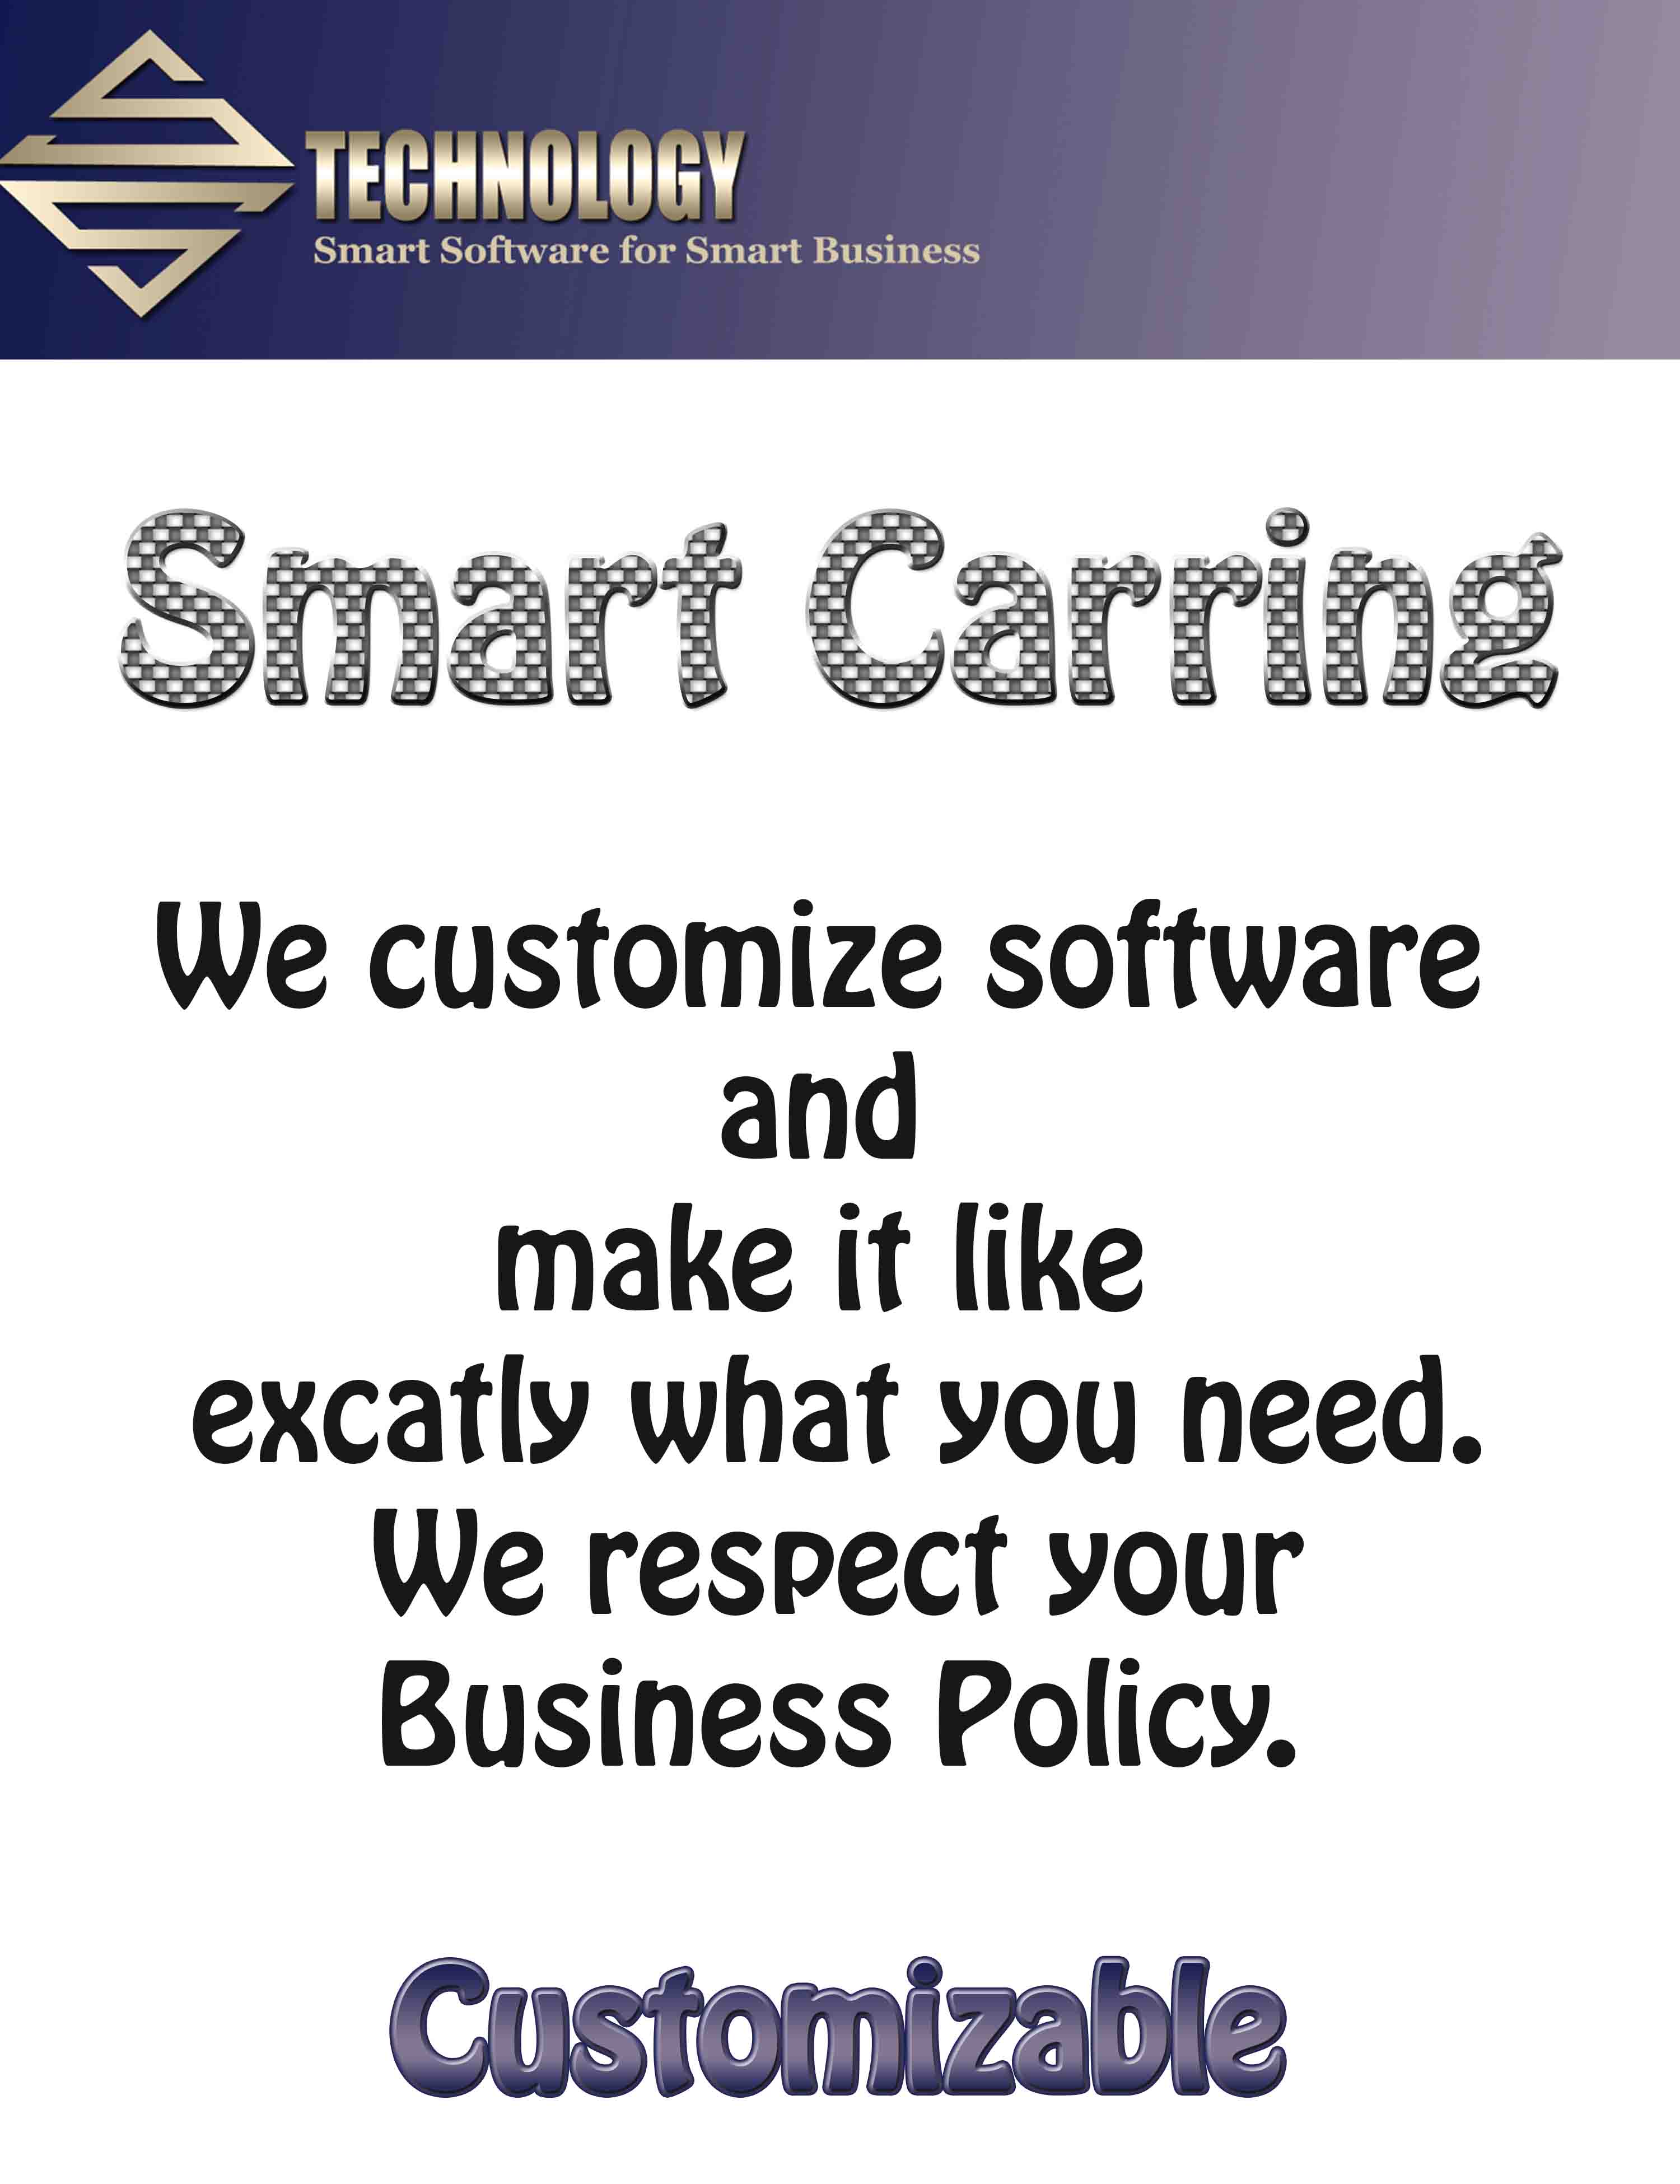 TECHNOLOGY
Smart Software for Smart Business
Smart Carring
We customize software
and
make it like
excatly what you need.
We respect your
Business Policy.
Customizable